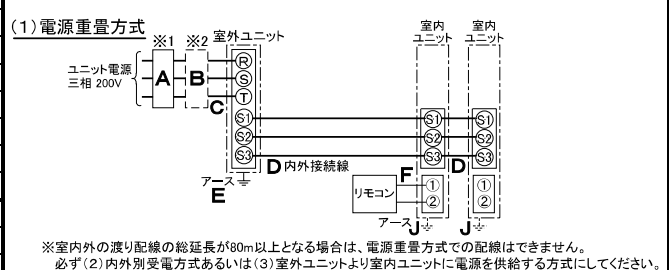 (1)電源重畳方式
※1
※2
室外ユニット
室内
ユニット
室内
ユニット
ユニット電源
三相 200V
A
B
C
R
S
T
S1
S2
S3
D 内外接続線
アース
E
S1
S2
S3
D
S1
S2
S3
F
リモコン
①
②
①
②
アース
J
J
※室内外の渡り配線の総延長が80m以上となる場合は、電源重畳方式での配線はできません。
必ず(2)内外別受電方式あるいは(3)室外ユニットより室内ユニットに電源を供給する方式にしてください。